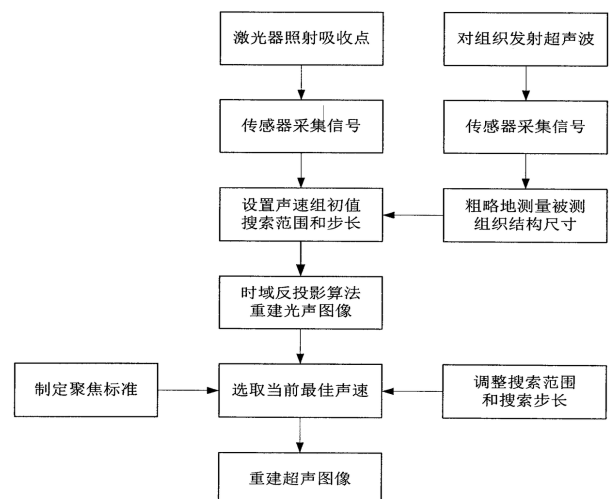 激光器照射吸收点
对组织发射超声波
传感器采集信号
传感器采集信号
设置声速组初值
搜索范围和步长
粗略地测量被测
组织结构尺寸
时域反投影算法
重建光声图像
制定聚焦标准
选取当前最佳声速
调整搜索范围
和搜索步长
重建超声图像